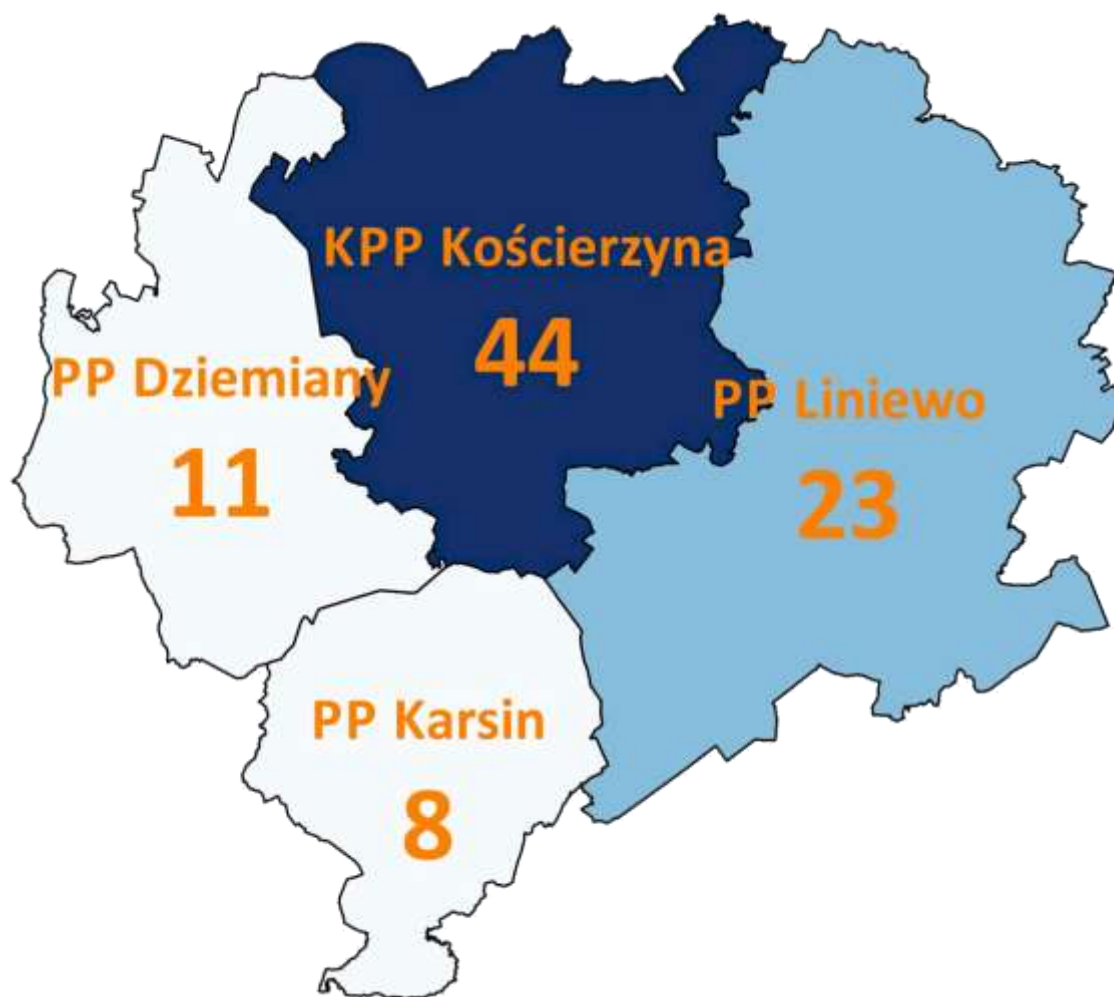 KPP Kościerzyna
44
PP Dziemiany
11
PP Liniewo
23
PP Karsin
8